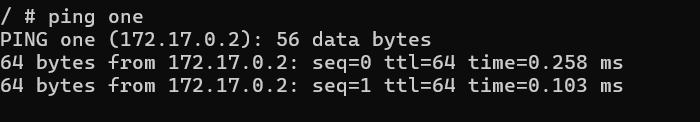 / # ping one
PING one (172.17.0.2): 56 data bytes
64 bytes from 172.17.0.2: seq=0 ttl=64 time=0.258 ms
64 bytes from 172.17.0.2: seq=1 ttl=64 time=0.103 ms